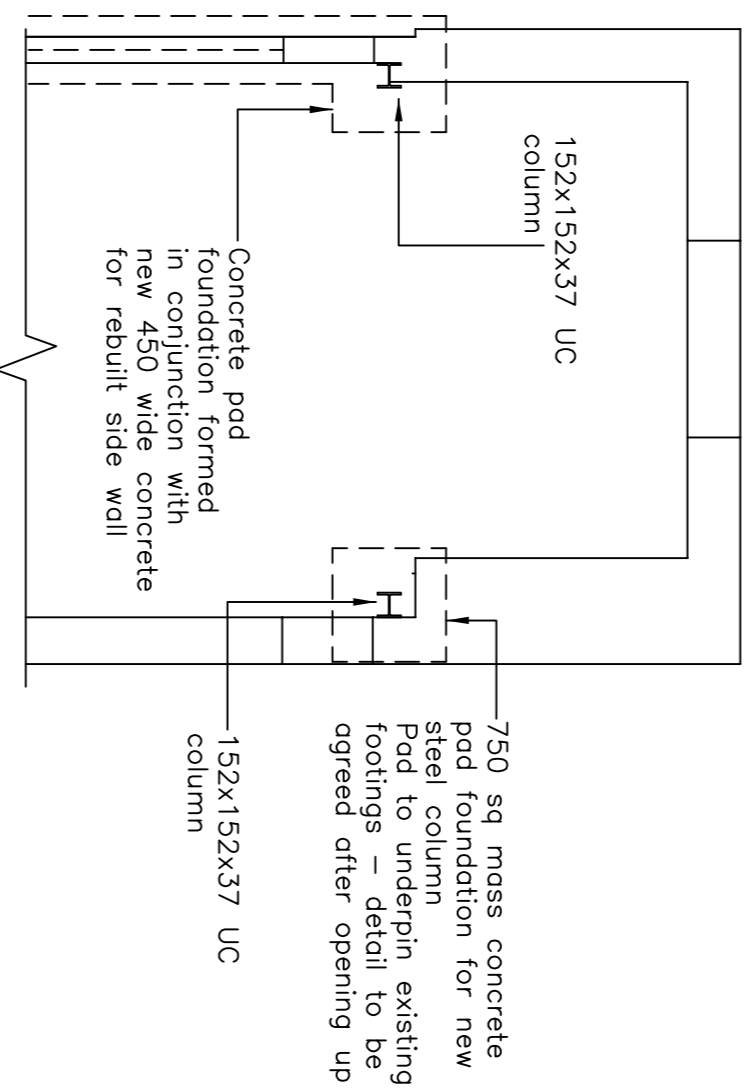 152x152x37 UC
column
Concrete pad
foundation formed
in conjunction with
new 450 wide concrete
for rebuilt side wall
750 sq mass concrete
pad foundation for new
steel column
Pad to underpin existing
footings – detail to be
agreed after opening up
152x152x37 UC
column